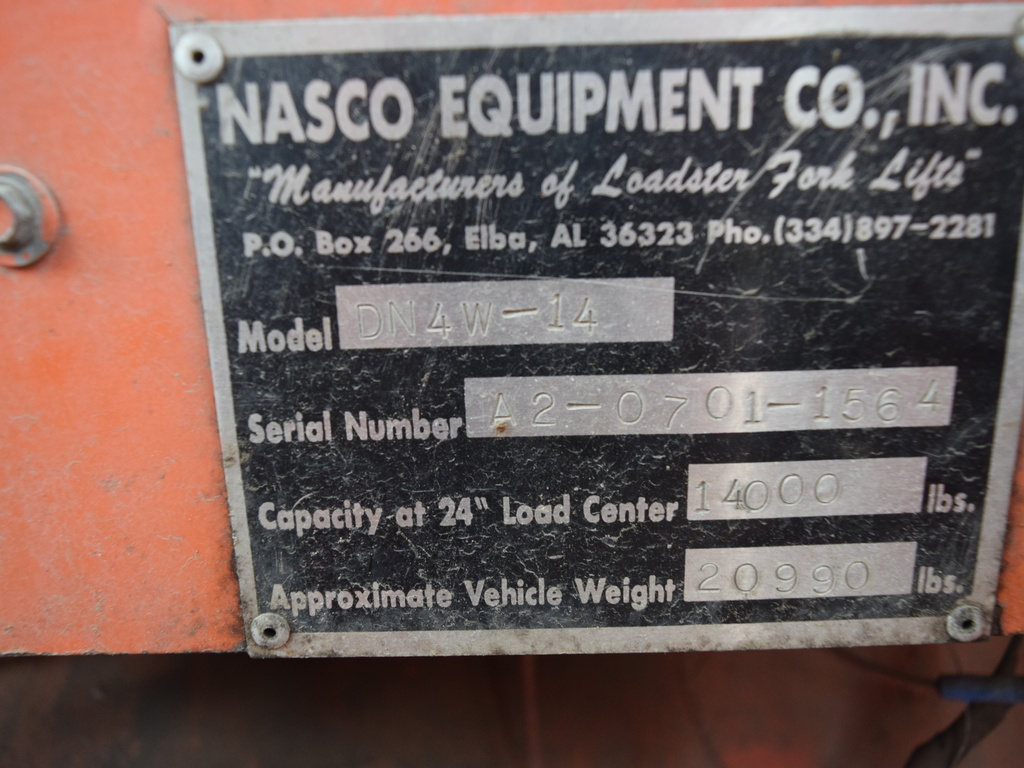 NASCO EQUIPMENT CO., INC.
"Manufacturers of Loadster Fork Lifts"
P.O. Box 266, Elba, AL 36323 Pho.(334)897-2281
Model DN4W-14
Serial Number A2-0701-1564
Capacity at 24" Load Center 14000 lbs.
Approximate Vehicle Weight 20990 lbs.